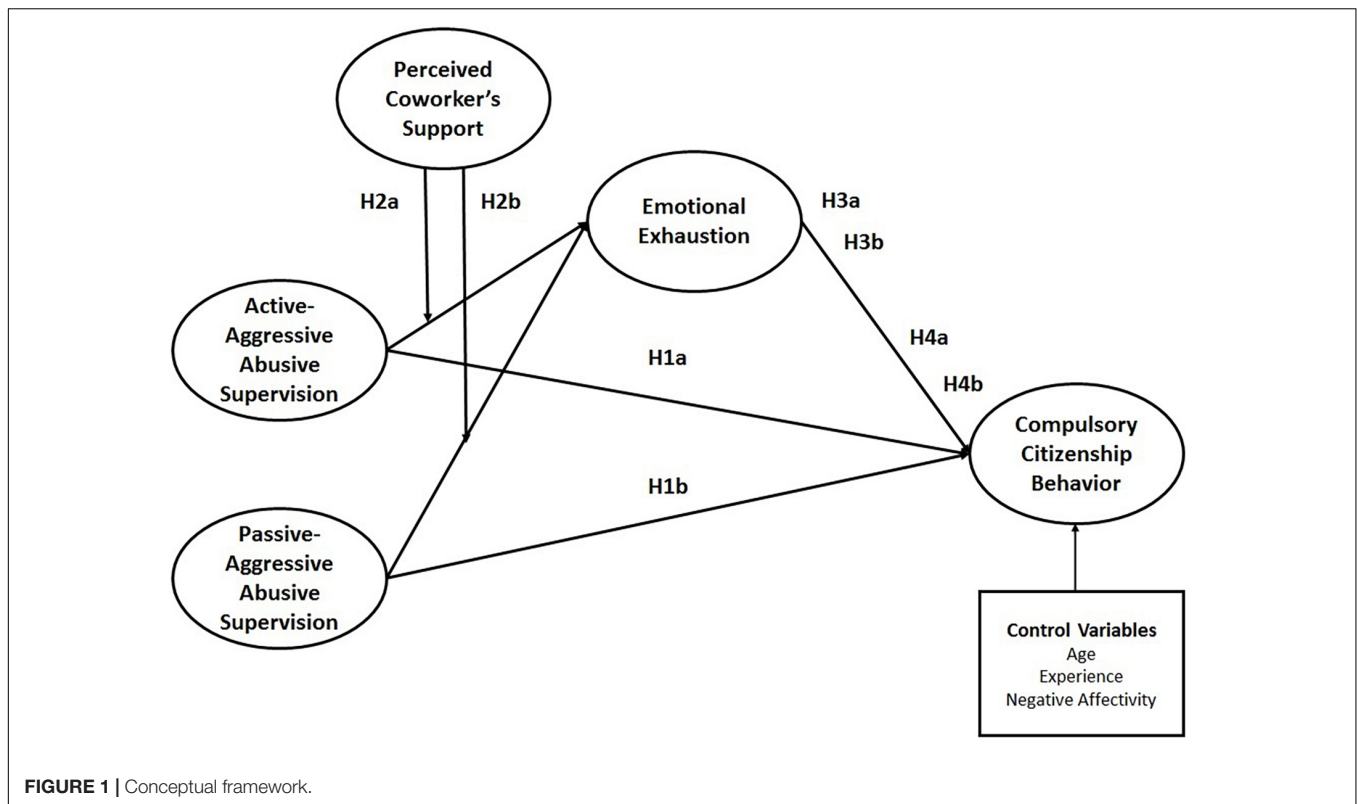 Perceived
Coworker's
Support
H2a
H2b
Emotional
Exhaustion
H3a
H3b
Active-
Aggressive
Abusive
Supervision
H1a
H4a
H4b
Compulsory
Citizenship
Behavior
H1b
Passive-
Aggressive
Abusive
Supervision
Control Variables
Age
Experience
Negative Affectivity
FIGURE 1 | Conceptual framework.